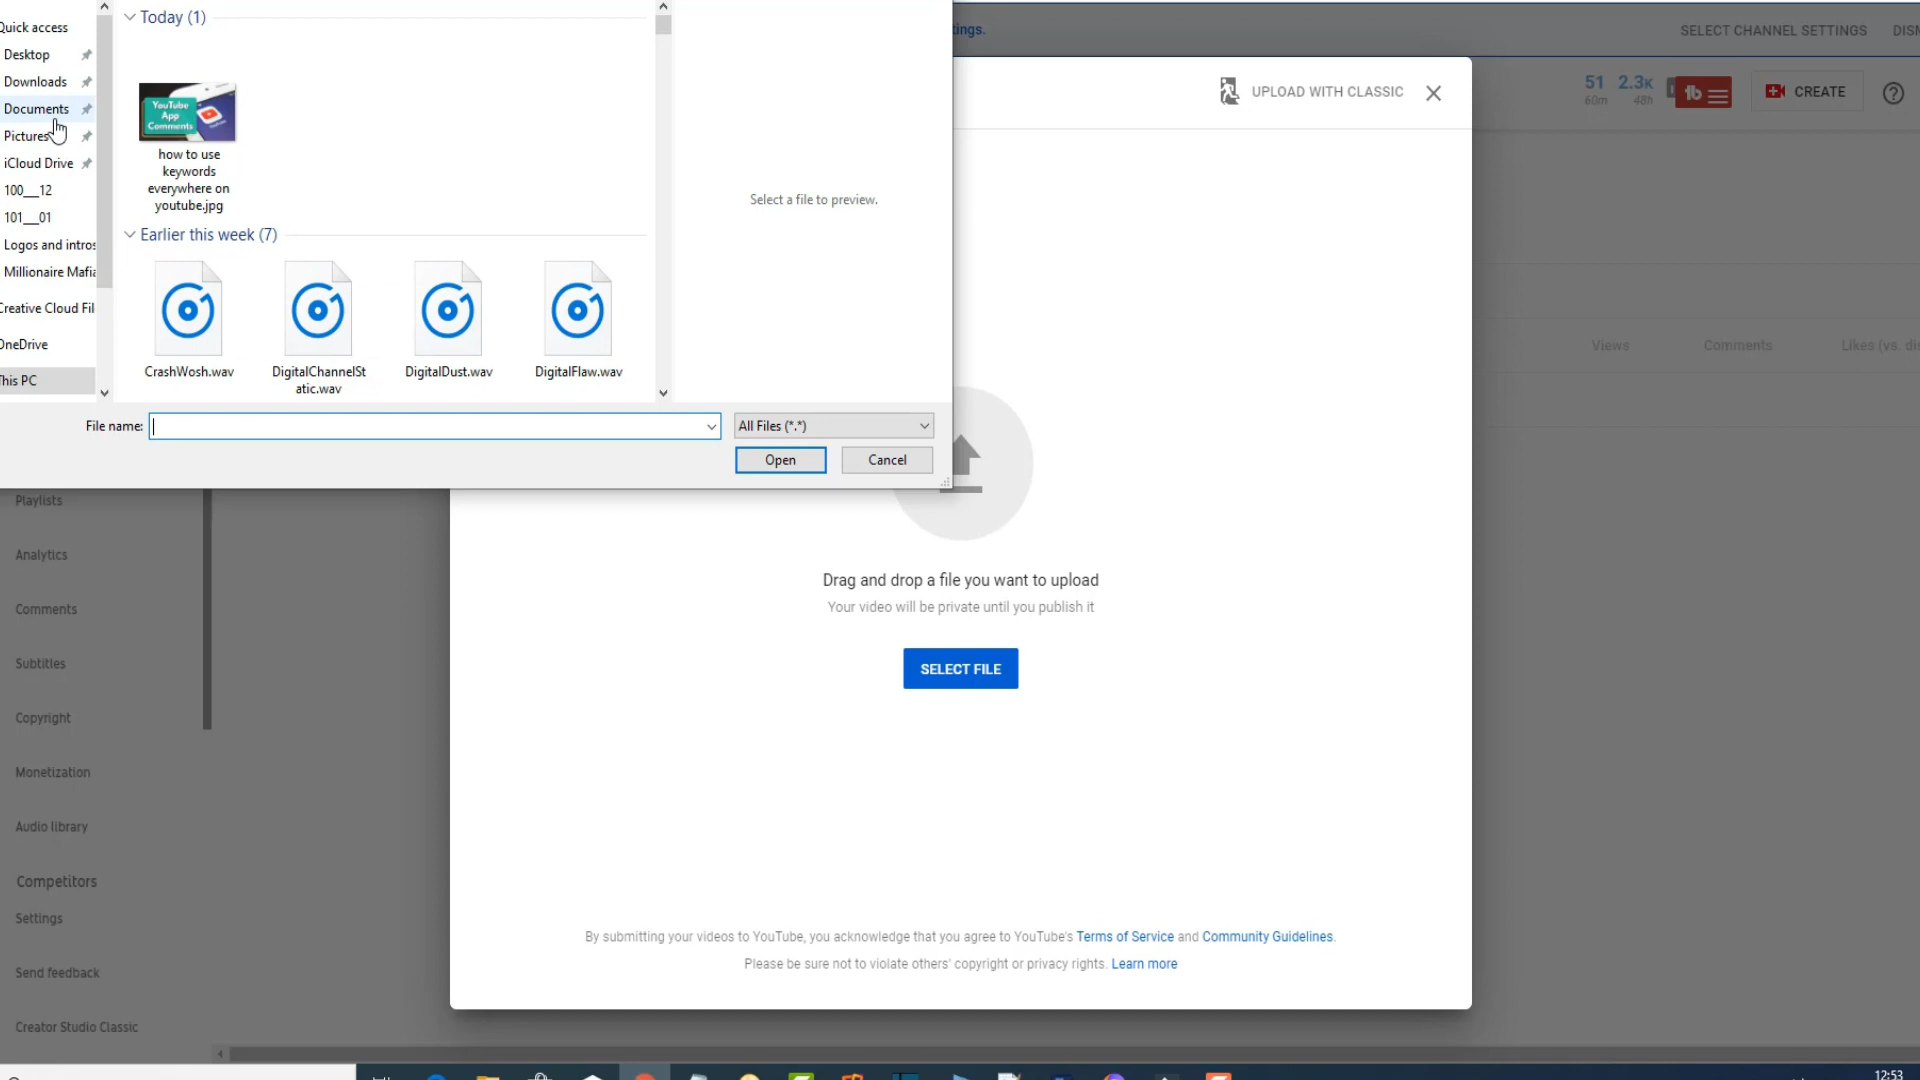 Quick access
Desktop
Downloads
Documents
Pictures
iCloud Drive
100__12
101__01
Logos and intros
Millionaire Mafia
Creative Cloud Fil
OneDrive
This PC
Today (1)
YouTube
App
Comments
how to use
keywords
everywhere on
youtube.jpg
Earlier this week (7)
CrashWosh.wav
DigitalChannelSt
atic.wav
DigitalDust.wav
DigitalFlaw.wav
Select a file to preview.
File name:
All Files (*.*)
Open
Cancel
tings.
SELECT CHANNEL SETTINGS
DISM
UPLOAD WITH CLASSIC
51 2.3K
60m 48h
tb
CREATE
Views
Comments
Likes (vs. dis
Playlists
Analytics
Comments
Subtitles
Copyright
Monetization
Audio library
Competitors
Settings
Send feedback
Creator Studio Classic
Drag and drop a file you want to upload
Your video will be private until you publish it
SELECT FILE
By submitting your videos to YouTube, you acknowledge that you agree to YouTube's Terms of Service and Community Guidelines.
Please be sure not to violate others' copyright or privacy rights. Learn more
12:53